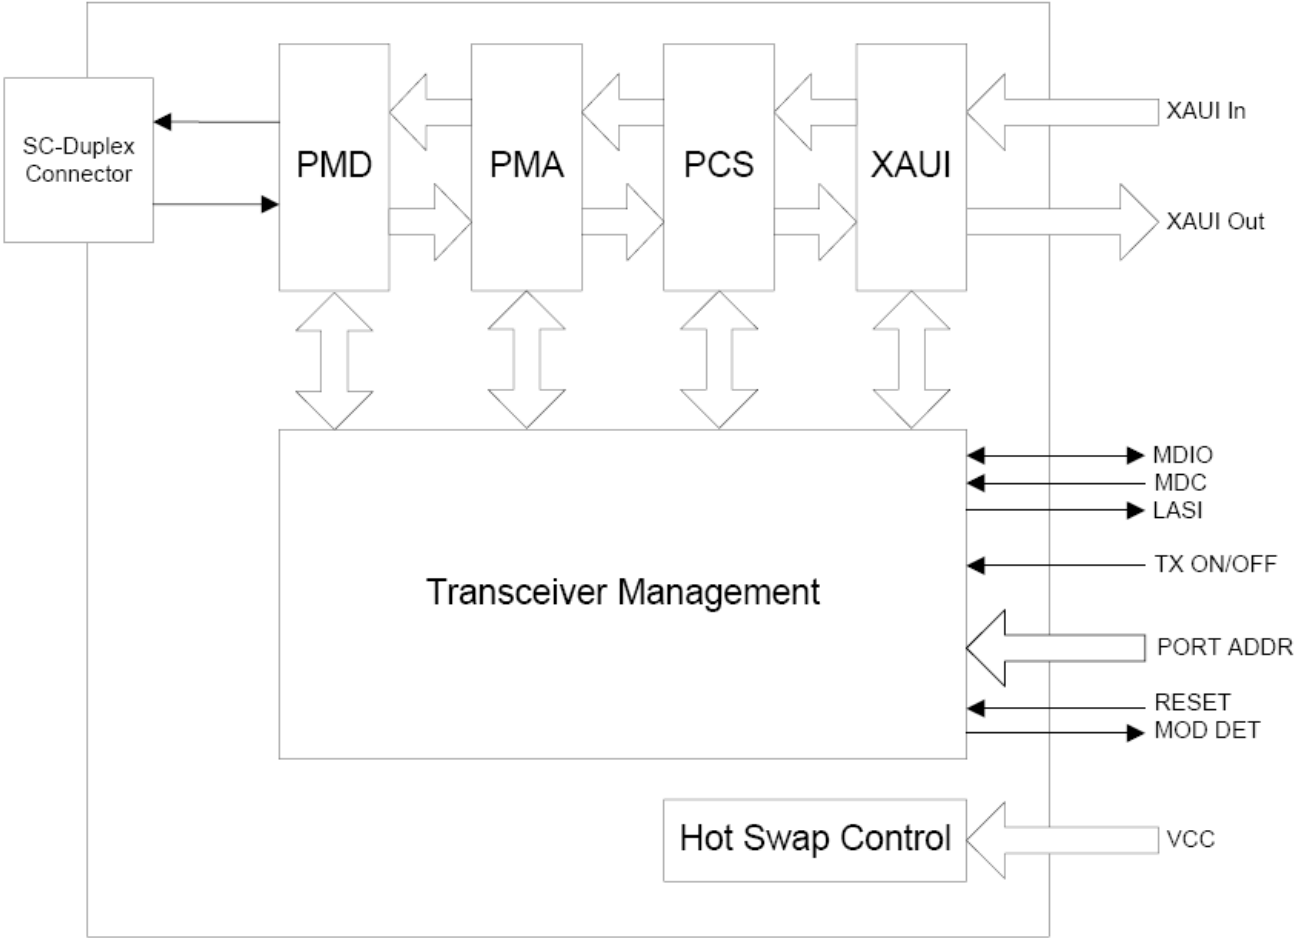 SC-Duplex
Connector
PMD
PMA
PCS
XAUI
XAUI In
XAUI Out
Transceiver Management
MDIO
MDC
LASI
TX ON/OFF
PORT ADDR
RESET
MOD DET
Hot Swap Control
VCC